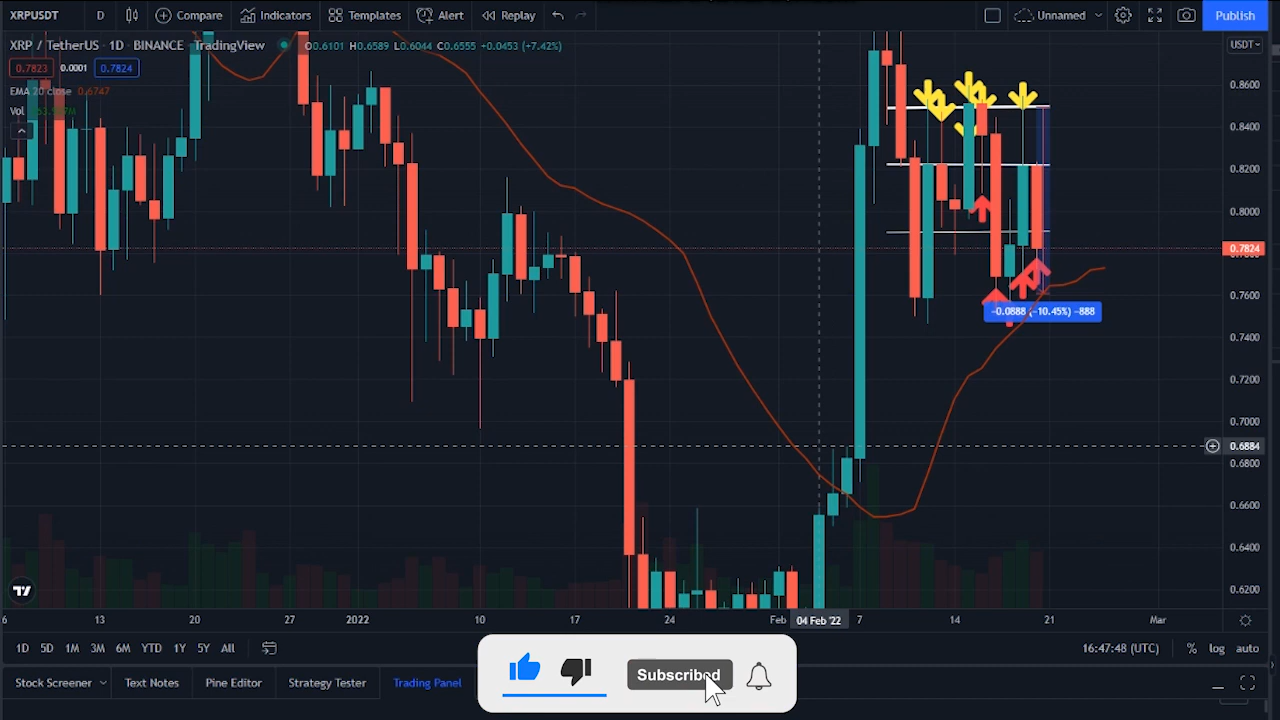 XRPUSDT D Compare Indicators Templates Alert Replay Unnamed Publish
XRP / TetherUS · 1D · BINANCE · TradingView O0.6101 H0.6589 L0.6044 C0.6555 +0.0453 (+7.42%) USDT
0.7823 0.0001 0.7824
EMA 20 close 0.6747
Vol
0.8600
0.8400
0.8200
0.8000
0.7824
0.7600
-0.0888 (-10.45%) -888
0.7400
0.7200
0.7000
0.6884
0.6800
0.6600
0.6400
0.6200
6 13 20 27 2022 10 17 24 Feb 04 Feb '22 7 14 21 Mar
1D 5D 1M 3M 6M YTD 1Y 5Y All 16:47:48 (UTC) % log auto
Stock Screener Text Notes Pine Editor Strategy Tester Trading Panel
Subscribed